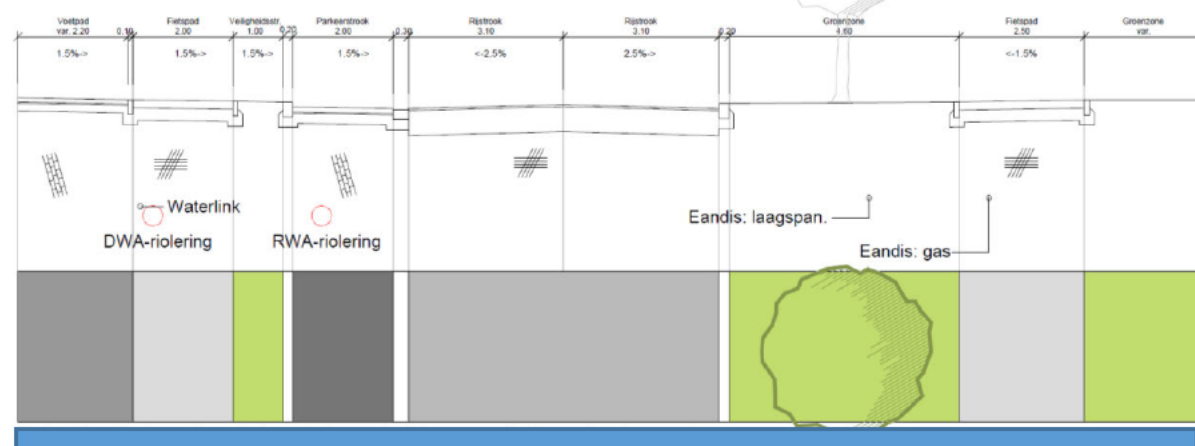 Voetpad Fietspad Veiligheidsstr. Parkeerstrook Rijstrook Rijstrook Groenzone Fietspad Groenzone
var. 2.20 0.10 2.00 1.00 0.20 2.00 0.30 3.10 3.10 0.20 4.60 2.50 var.
1.5%-> 1.5%-> 1.5%-> 1.5%-> <-2.5% 2.5%-> <-1.5%
Waterlink
DWA-riolering RWA-riolering
Eandis: laagspan.
Eandis: gas